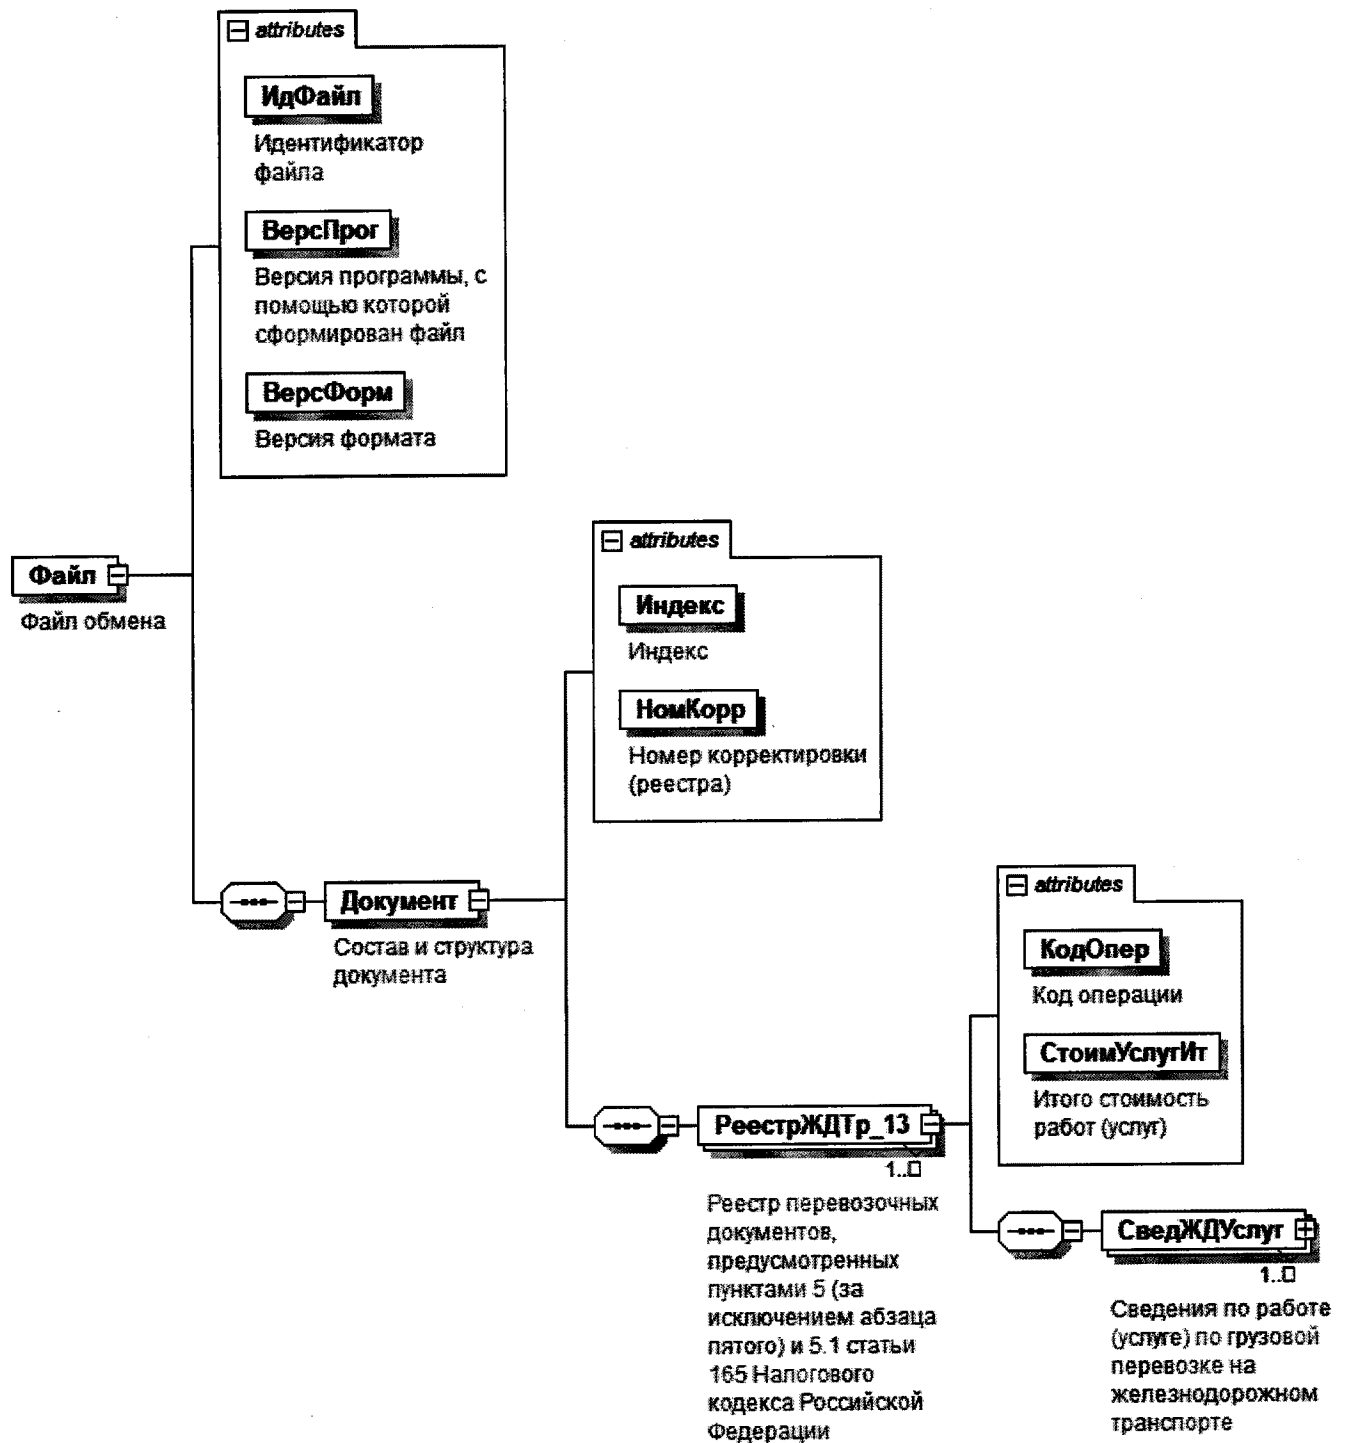 attributes
ИдФайл
Идентификатор
файла
ВерсПрог
Версия программы, с
помощью которой
сформирован файл
ВерсФорм
Версия формата
Файл
Файл обмена
attributes
Индекс
Индекс
НомКорр
Номер корректировки
(реестра)
Документ
Состав и структура
документа
attributes
КодОпер
Код операции
СтоимУслугИт
Итого стоимость
работ (услуг)
РеестрЖДТр_13
1..□
Реестр перевозочных
документов,
предусмотренных
пунктами 5 (за
исключением абзаца
пятого) и 5.1 статьи
165 Налогового
кодекса Российской
Федерации
СведЖДУслуг
1..□
Сведения по работе
(услуге) по грузовой
перевозке на
железнодорожном
транспорте